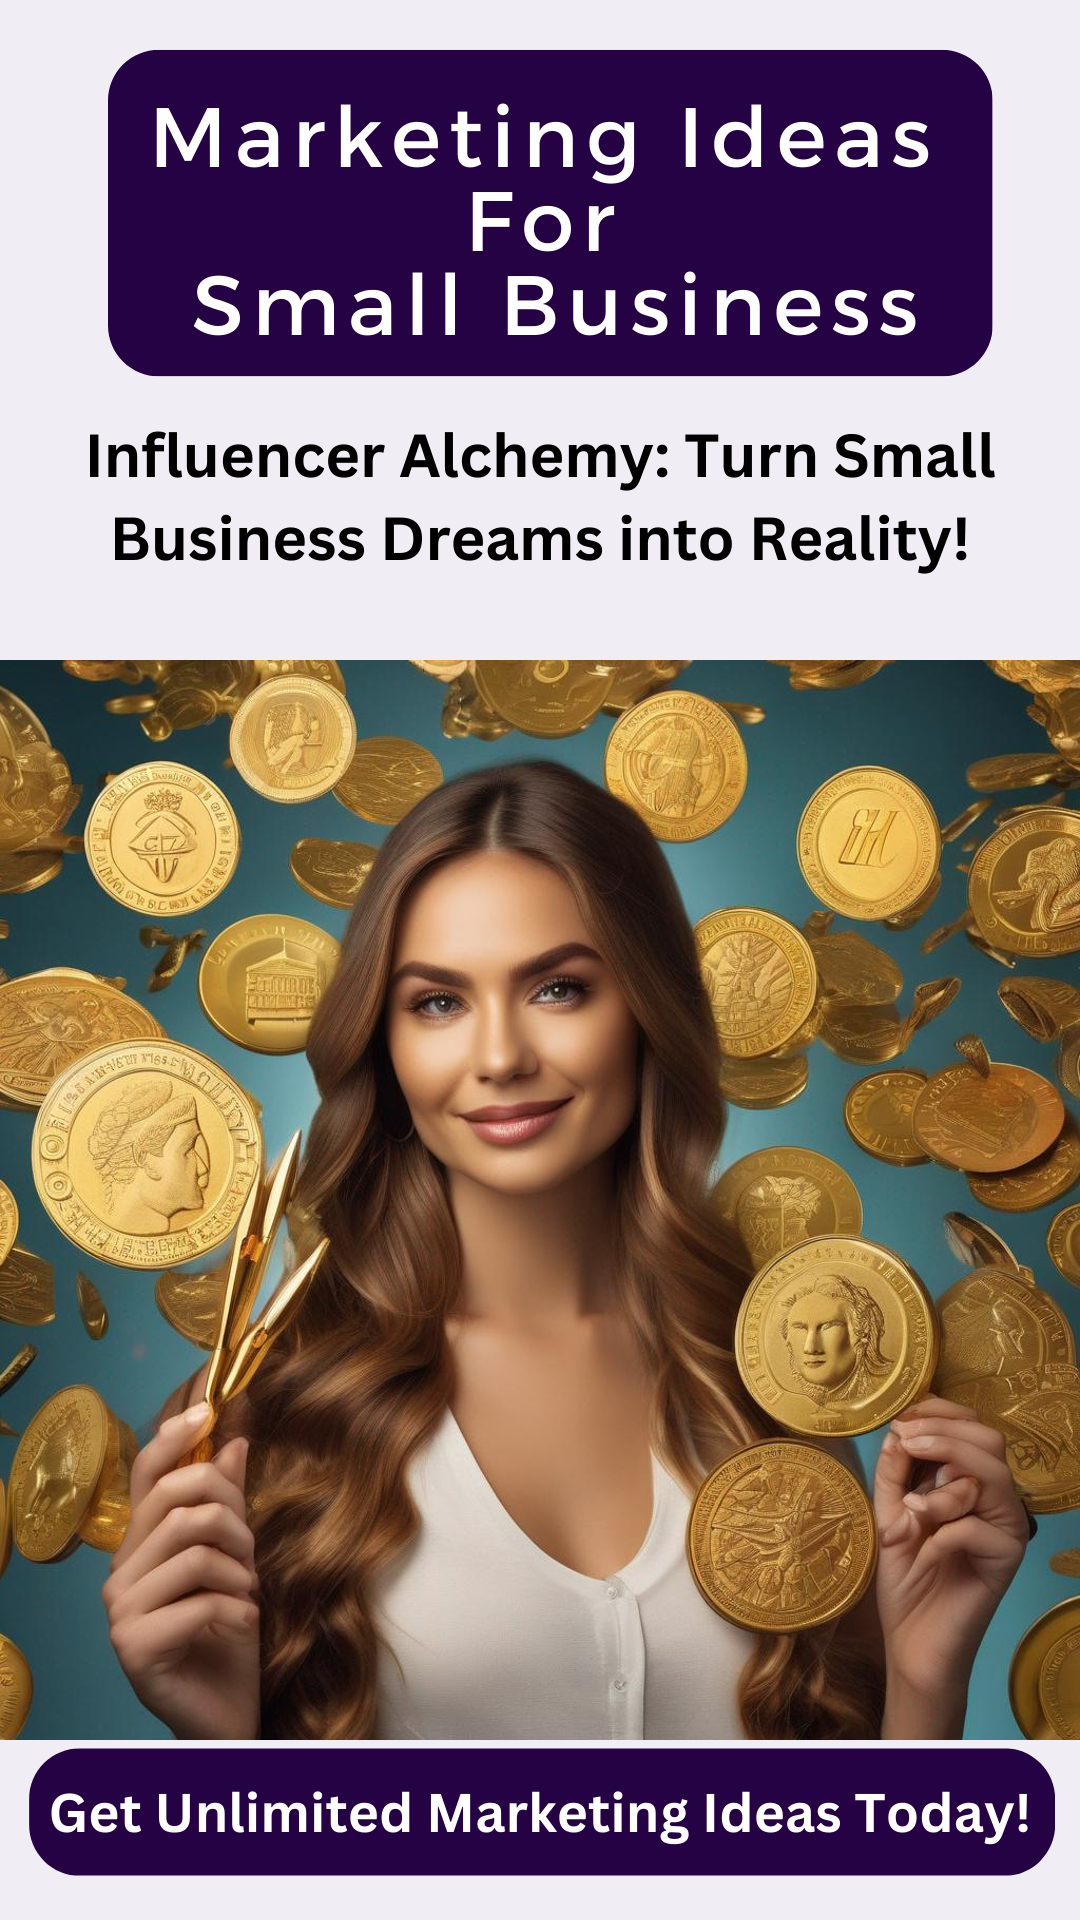 Marketing Ideas
For
Small Business
Influencer Alchemy: Turn Small
Business Dreams into Reality!
Get Unlimited Marketing Ideas Today!